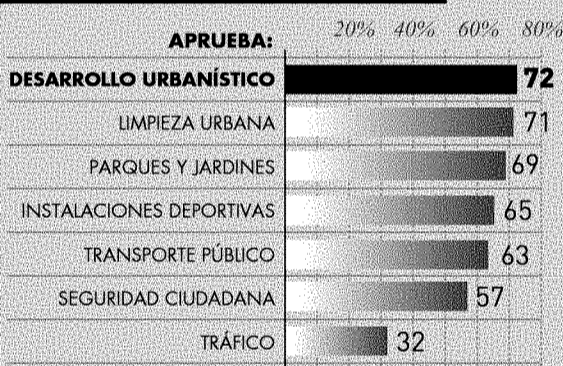 20% 40% 60% 80%
APRUEBA:
DESARROLLO URBANÍSTICO 72
LIMPIEZA URBANA 71
PARQUES Y JARDINES 69
INSTALACIONES DEPORTIVAS 65
TRANSPORTE PÚBLICO 63
SEGURIDAD CIUDADANA 57
TRÁFICO 32